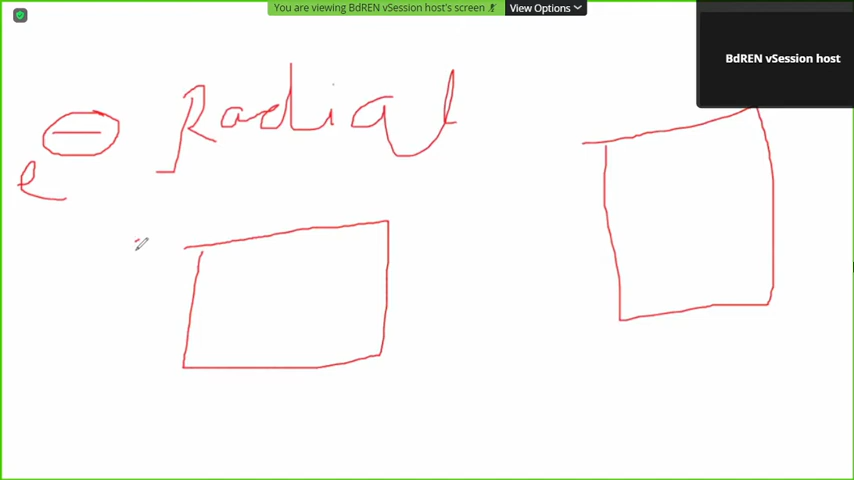 You are viewing BdREN vSession host's screen
View Options
BdREN vSession host
Radial
e